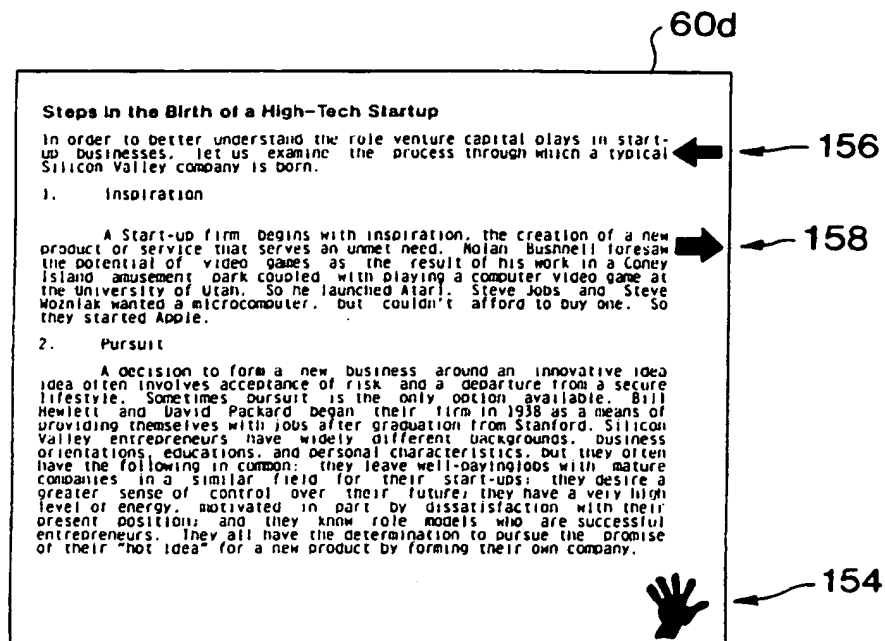 60d
Steps in the Birth of a High-Tech Startup
In order to better understand the role venture capital plays in start-
up businesses, let us examine the process through which a typical
Silicon Valley company is born.
156
1. Inspiration
A Start-up firm begins with inspiration, the creation of a new
product or service that serves an unmet need. Nolan Bushnell foresaw
the potential of video games as the result of his work in a Coney
Island amusement park coupled with playing a computer video game at
the University of Utah. So he launched Atari. Steve Jobs and Steve
Wozniak wanted a microcomputer, but couldn't afford to buy one. So
they started Apple.
158
2. Pursuit
A decision to form a new business around an innovative idea
idea often involves acceptance of risk and a departure from a secure
lifestyle. Sometimes pursuit is the only option available. Bill
Hewlett and David Packard began their firm in 1938 as a means of
providing themselves with jobs after graduation from Stanford. Silicon
Valley entrepreneurs have widely different backgrounds, business
orientations, educations, and personal characteristics, but they often
have the following in common: they leave well-payingjobs with mature
companies in a similar field for their start-ups; they desire a
greater sense of control over their future; they have a very high
level of energy, motivated in part by dissatisfaction with their
present position; and they know role models who are successful
entrepreneurs. They all have the determination to pursue the promise
of their "hot idea" for a new product by forming their own company.
154